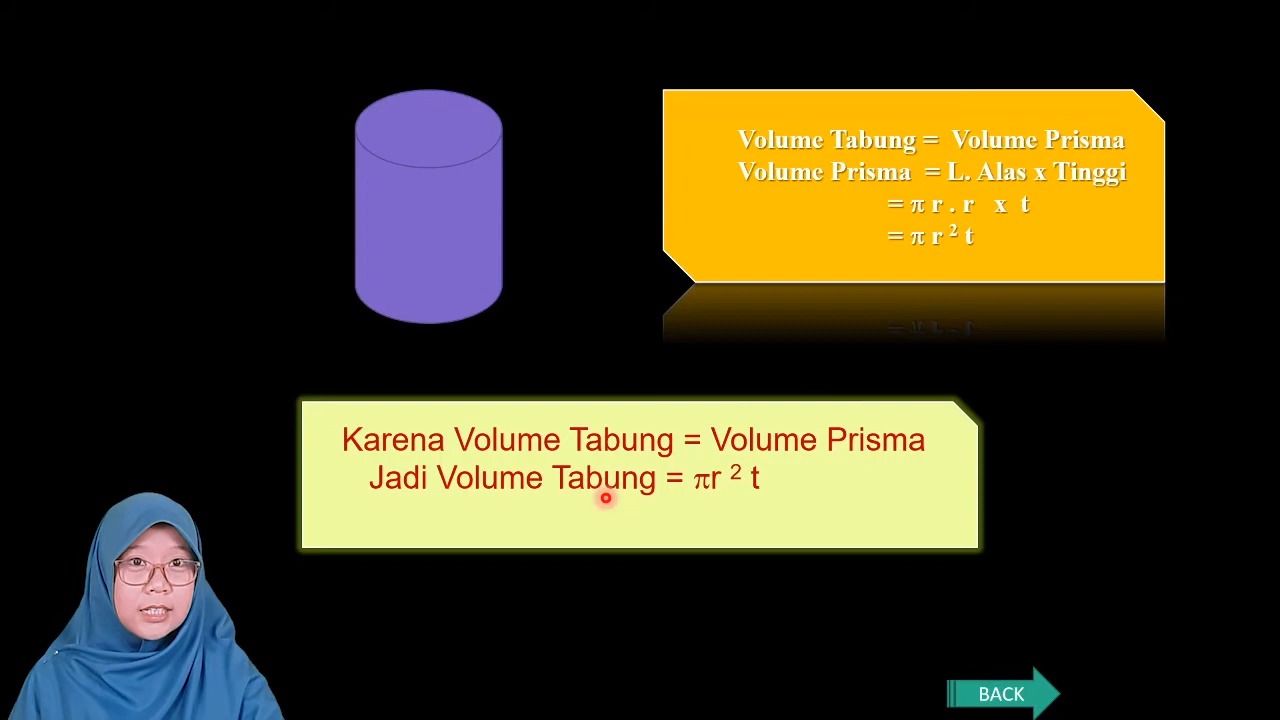 Volume Tabung = Volume Prisma
Volume Prisma = L. Alas x Tinggi
= π r . r x t
= π r ² t
Karena Volume Tabung = Volume Prisma
Jadi Volume Tabung = πr ² t
BACK